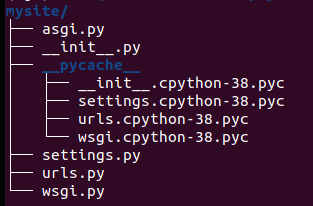 mysite/
├── asgi.py
├── __init__.py
├── __pycache__
│   ├── __init__.cpython-38.pyc
│   ├── settings.cpython-38.pyc
│   ├── urls.cpython-38.pyc
│   └── wsgi.cpython-38.pyc
├── settings.py
├── urls.py
└── wsgi.py